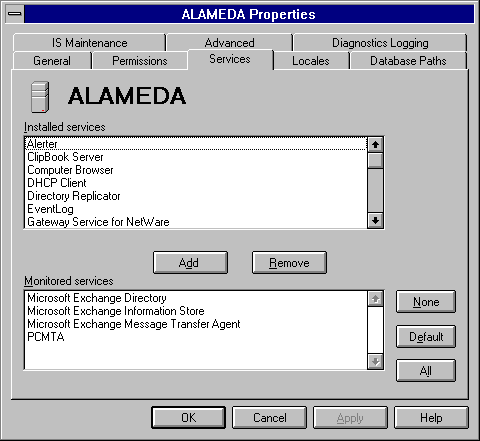 ALAMEDA Properties
IS Maintenance Advanced Diagnostics Logging
General Permissions Services Locales Database Paths
ALAMEDA
Installed services
Alerter
ClipBook Server
Computer Browser
DHCP Client
Directory Replicator
EventLog
Gateway Service for NetWare
Add Remove
Monitored services
Microsoft Exchange Directory
Microsoft Exchange Information Store
Microsoft Exchange Message Transfer Agent
PCMTA
None
Default
All
OK Cancel Apply Help